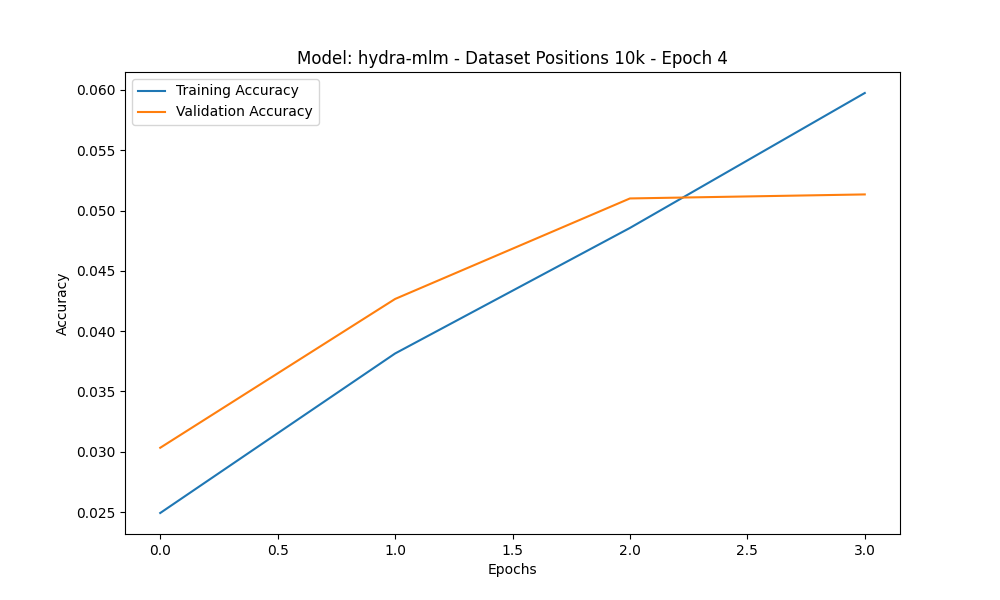 Model: hydra-mlm - Dataset Positions 10k - Epoch 4
Training Accuracy
Validation Accuracy
Accuracy
0.060
0.055
0.050
0.045
0.040
0.035
0.030
0.025
0.0 0.5 1.0 1.5 2.0 2.5 3.0
Epochs